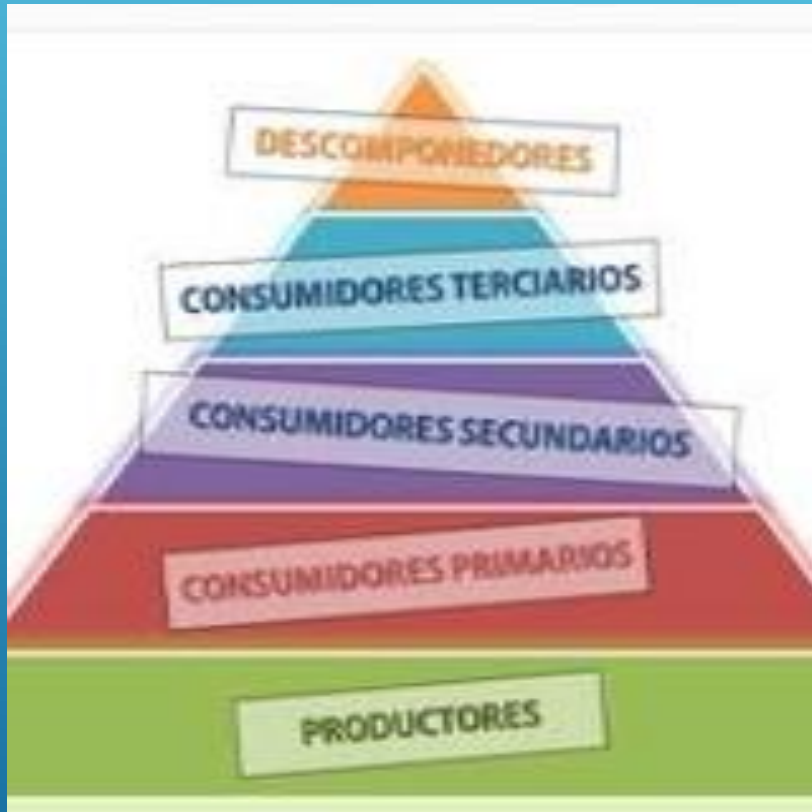 DESCOMPONEDORES
CONSUMIDORES TERCIARIOS
CONSUMIDORES SECUNDARIOS
CONSUMIDORES PRIMARIOS
PRODUCTORES